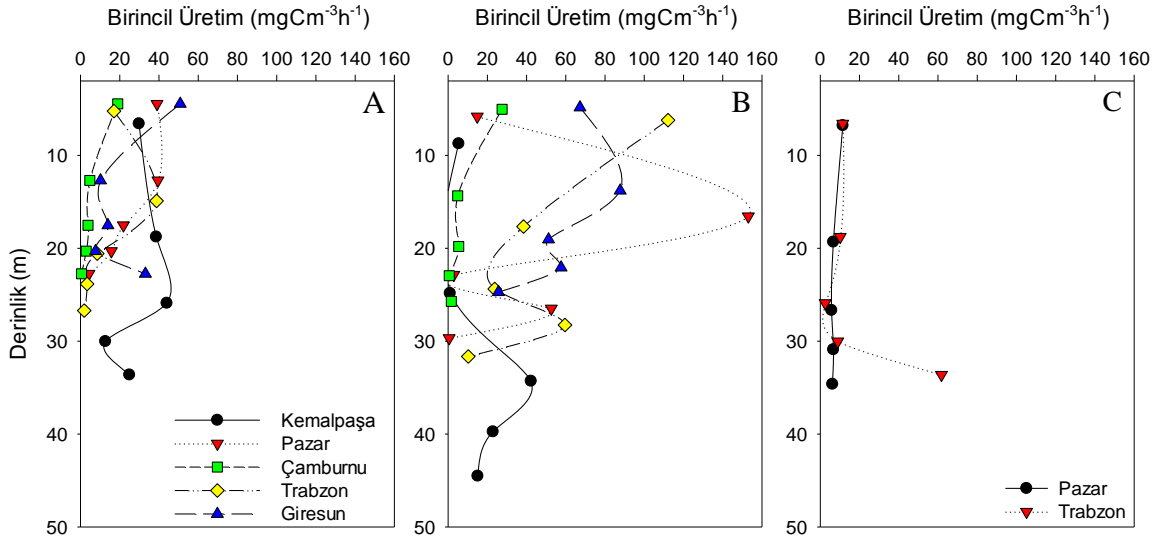 Birincil Üretim (mgCm⁻³h⁻¹) Birincil Üretim (mgCm⁻³h⁻¹) Birincil Üretim (mgCm⁻³h⁻¹)
0 20 40 60 80 100 120 140 160 0 20 40 60 80 100 120 140 160 0 20 40 60 80 100 120 140 160
A B C
10 10 10
20 20 20
Derinlik (m)
30 30 30
40 40 40
50 50 50
Kemalpaşa
Pazar
Çamburnu
Trabzon
Giresun
Pazar
Trabzon